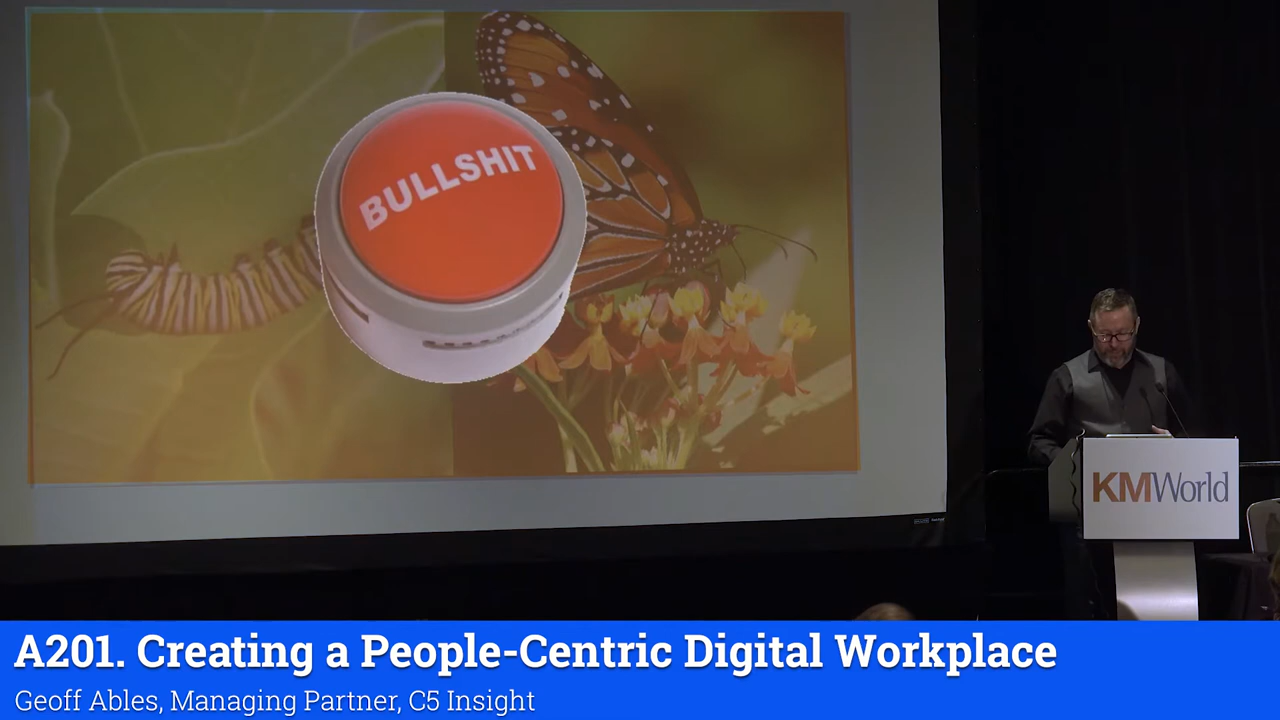 BULLSHIT
KMWorld
A201. Creating a People-Centric Digital Workplace
Geoff Ables, Managing Partner, C5 Insight